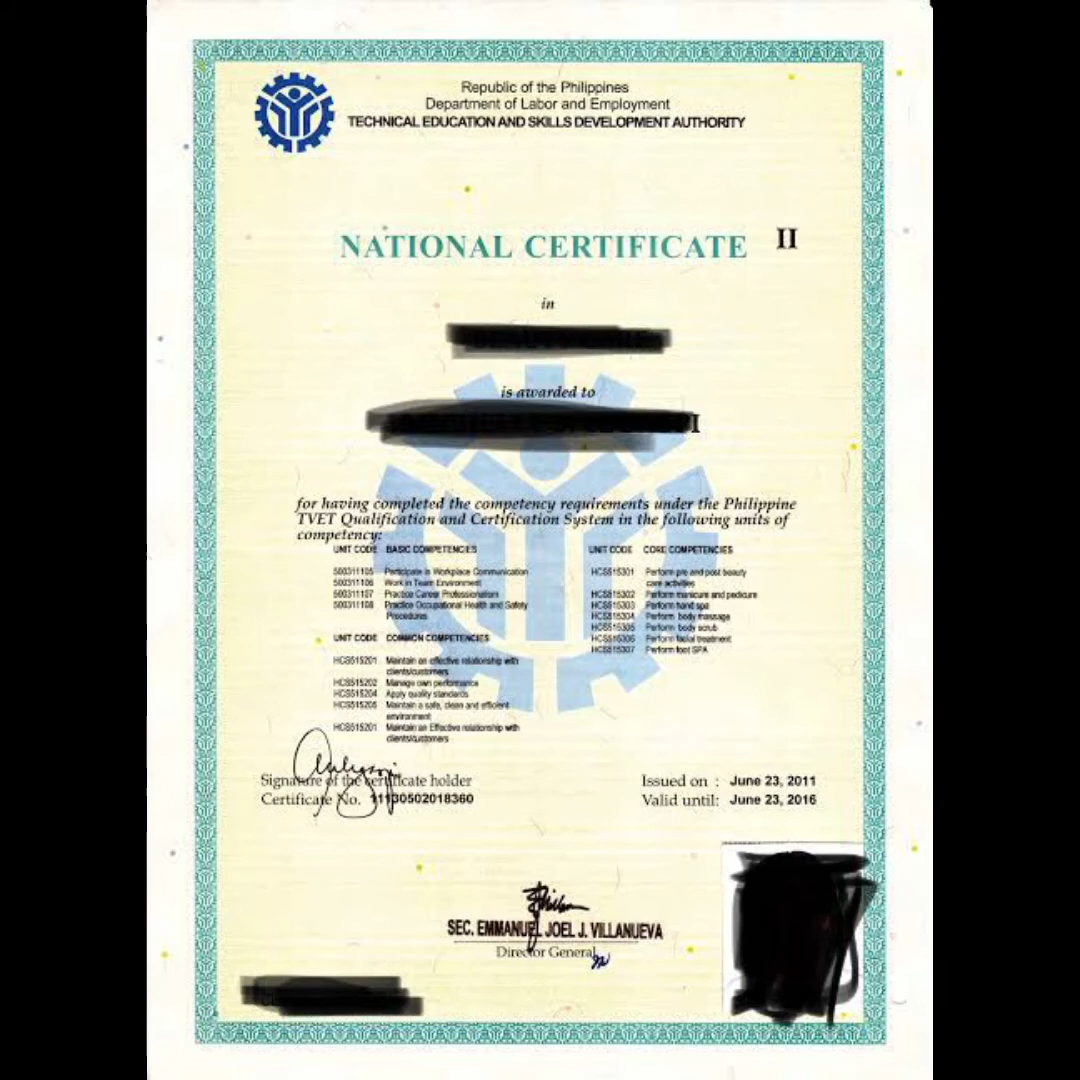 Republic of the Philippines
Department of Labor and Employment
TECHNICAL EDUCATION AND SKILLS DEVELOPMENT AUTHORITY
NATIONAL CERTIFICATE II
in
is awarded to
I
for having completed the competency requirements under the Philippine
TVET Qualification and Certification System in the following units of
competency:
UNIT CODE BASIC COMPETENCIES
500311105 Participate in Workplace Communication
500311106 Work in Team Environment
500311107 Practice Career Professionalism
500311108 Practice Occupational Health and Safety
Procedures
UNIT CODE COMMON COMPETENCIES
HCS515201 Maintain an effective relationship with
clients/customers
HCS515202 Manage own performance
HCS515204 Apply quality standards
HCS515205 Maintain a safe, clean and efficient
environment
HCS515201 Maintain an Effective relationship with
clients/customers
UNIT CODE CORE COMPETENCIES
HCS515301 Perform pre and post beauty
care activities
HCS515302 Perform manicure and pedicure
HCS515303 Perform hand spa
HCS515304 Perform body massage
HCS515305 Perform body scrub
HCS515306 Perform facial treatment
HCS515307 Perform foot SPA
Signature of the certificate holder
Certificate No. 11130502018360
Issued on : June 23, 2011
Valid until: June 23, 2016
SEC. EMMANUEL JOEL J. VILLANUEVA
Director General